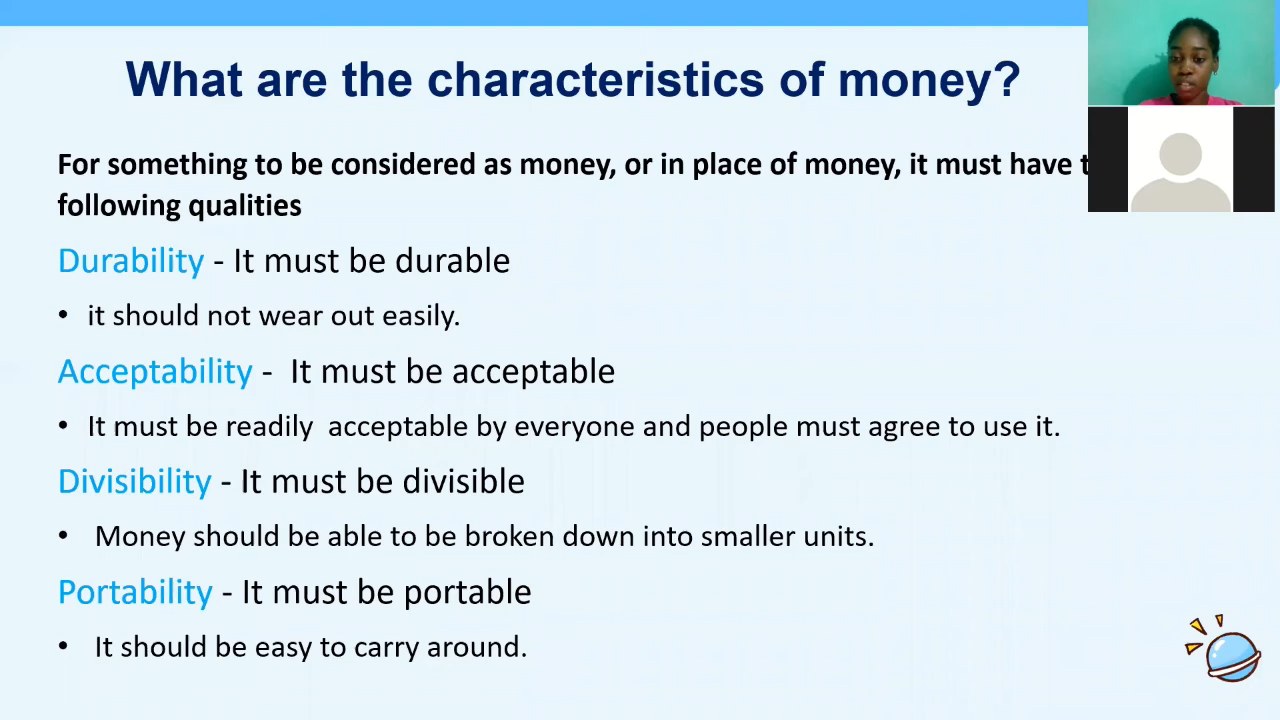 What are the characteristics of money?
For something to be considered as money, or in place of money, it must have
following qualities
Durability - It must be durable
• it should not wear out easily.
Acceptability -  It must be acceptable
• It must be readily  acceptable by everyone and people must agree to use it.
Divisibility - It must be divisible
• Money should be able to be broken down into smaller units.
Portability - It must be portable
• It should be easy to carry around.